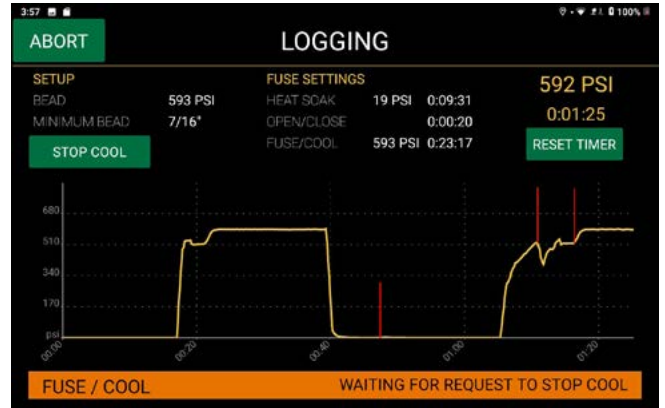 3:57 100%
ABORT LOGGING
SETUP FUSE SETTINGS 592 PSI
BEAD 593 PSI HEAT SOAK 19 PSI 0:09:31 0:01:25
MINIMUM BEAD 7/16" OPEN/CLOSE 0:00:20
STOP COOL FUSE/COOL 593 PSI 0:23:17 RESET TIMER
680
510
340
170
psi
00:00 00:20 00:40 01:00 01:20
FUSE / COOL WAITING FOR REQUEST TO STOP COOL